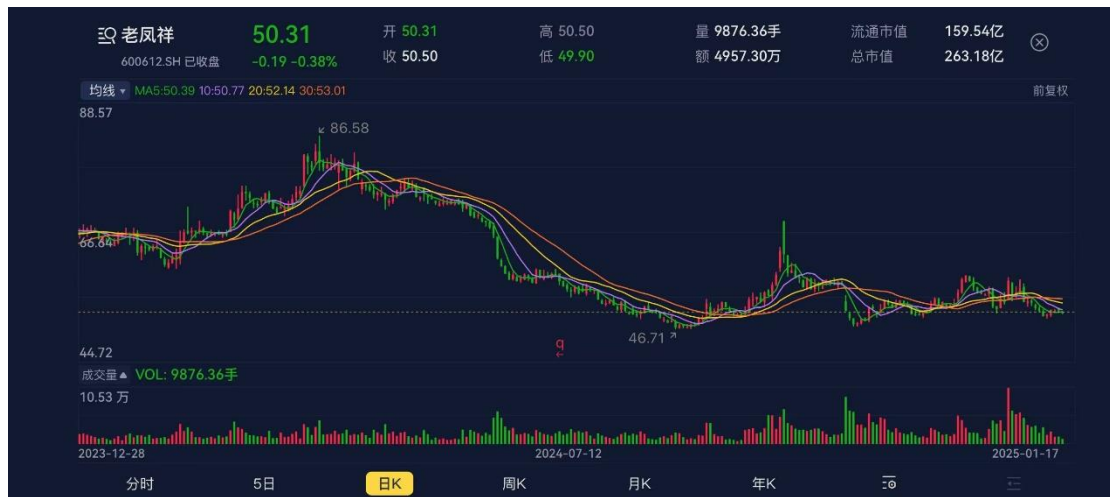 老凤祥 50.31 开 50.31 高 50.50 量 9876.36手 流通市值 159.54亿
600612.SH 已收盘 -0.19 -0.38% 收 50.50 低 49.90 额 4957.30万 总市值 263.18亿
均线 MA5:50.39 10:50.77 20:52.14 30:53.01 前复权
88.57
86.58
66.64
46.71
q
44.72
成交量 VOL: 9876.36手
10.53 万
2023-12-28 2024-07-12 2025-01-17
分时 5日 日K 周K 月K 年K